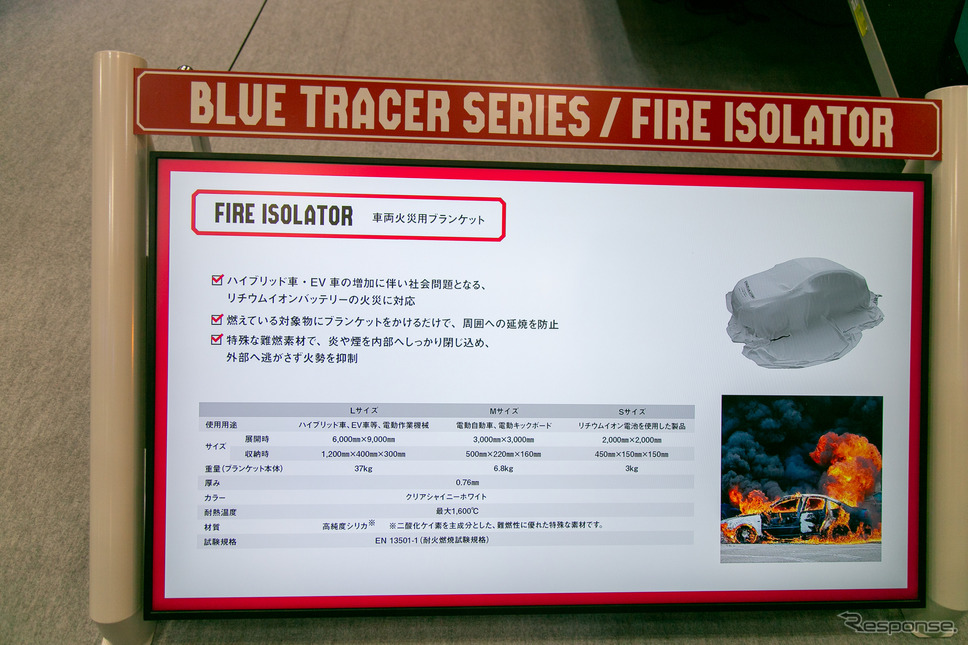 BLUE TRACER SERIES / FIRE ISOLATOR
FIRE ISOLATOR 車両火災用ブランケット
ハイブリッド車・EV車の増加に伴い社会問題となる、
リチウムイオンバッテリーの火災に対応
燃えている対象物にブランケットをかけるだけで、周囲への延焼を防止
特殊な難燃素材で、炎や煙を内部へしっかり閉じ込め、
外部へ逃がさず火勢を抑制
Lサイズ Mサイズ Sサイズ
使用用途 ハイブリッド車、EV車等、電動作業機械 電動自動車、電動キックボード リチウムイオン電池を使用した製品
サイズ 展開時 6,000㎜×9,000㎜ 3,000㎜×3,000㎜ 2,000㎜×2,000㎜
収納時 1,200㎜×400㎜×300㎜ 500㎜×220㎜×160㎜ 450㎜×150㎜×150㎜
重量(ブランケット本体) 37kg 6.8kg 3kg
厚み 0.76㎜
カラー クリアシャイニーホワイト
耐熱温度 最大1,600℃
材質 高純度シリカ※ ※二酸化ケイ素を主成分とした、難燃性に優れた特殊な素材です。
試験規格 EN 13501-1(耐火燃焼試験規格)
Response.